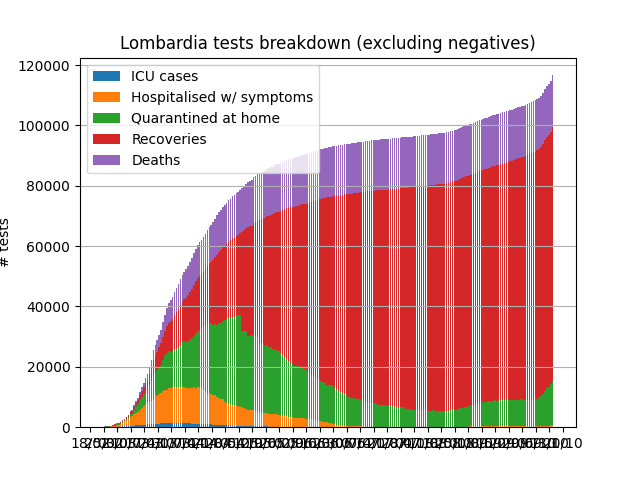 Lombardia tests breakdown (excluding negatives)
120000
100000
80000
60000
40000
20000
0
# tests
ICU cases
Hospitalised w/ symptoms
Quarantined at home
Recoveries
Deaths